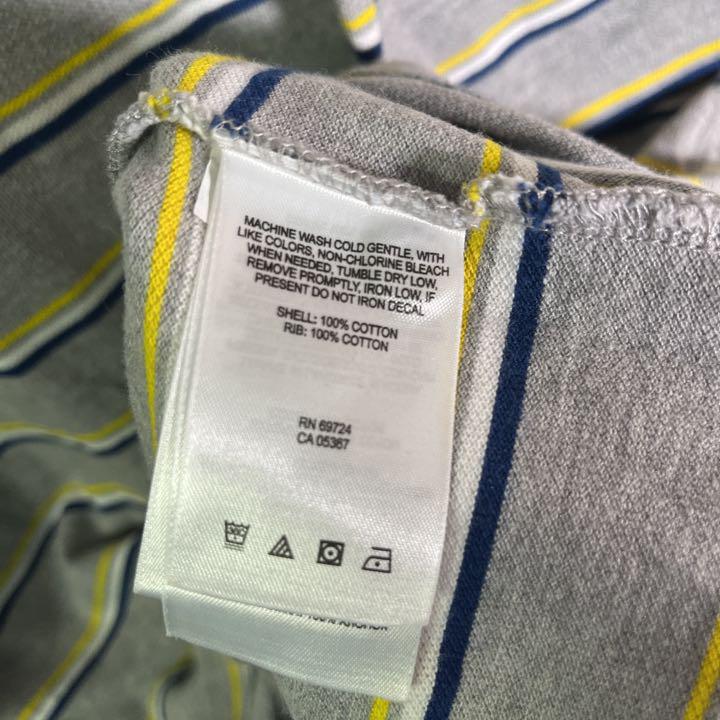 MACHINE WASH COLD GENTLE, WITH
LIKE COLORS, NON-CHLORINE BLEACH
WHEN NEEDED, TUMBLE DRY LOW,
REMOVE PROMPTLY, IRON LOW, IF
PRESENT DO NOT IRON DECAL
SHELL: 100% COTTON
RIB: 100% COTTON
RN 69724
CA 05367